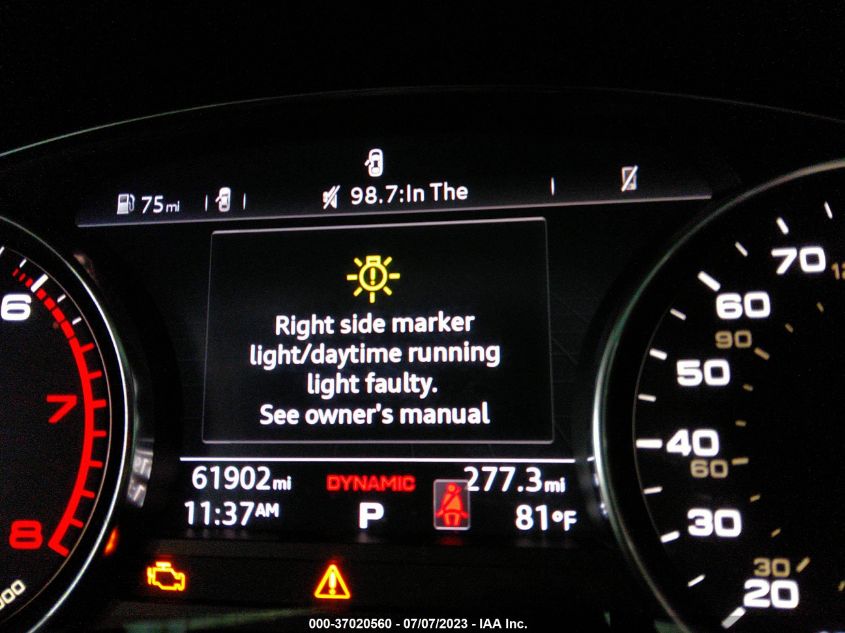 75mi
98.7:In The
Right side marker
light/daytime running
light faulty.
See owner's manual
61902mi DYNAMIC 277.3mi
11:37AM P 81°F
6
7
8
70
60
90
50
40
60
30
30
20
000-37020560 - 07/07/2023 - IAA Inc.